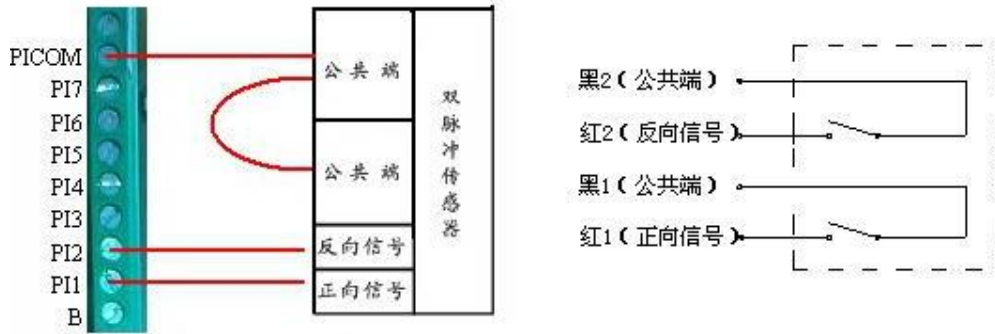 PICOM
PI7
PI6
PI5
PI4
PI3
PI2
PI1
B
公共端
公共端
反向信号
正向信号
双脉冲传感器
黑2(公共端)
红2(反向信号)
黑1(公共端)
红1(正向信号)